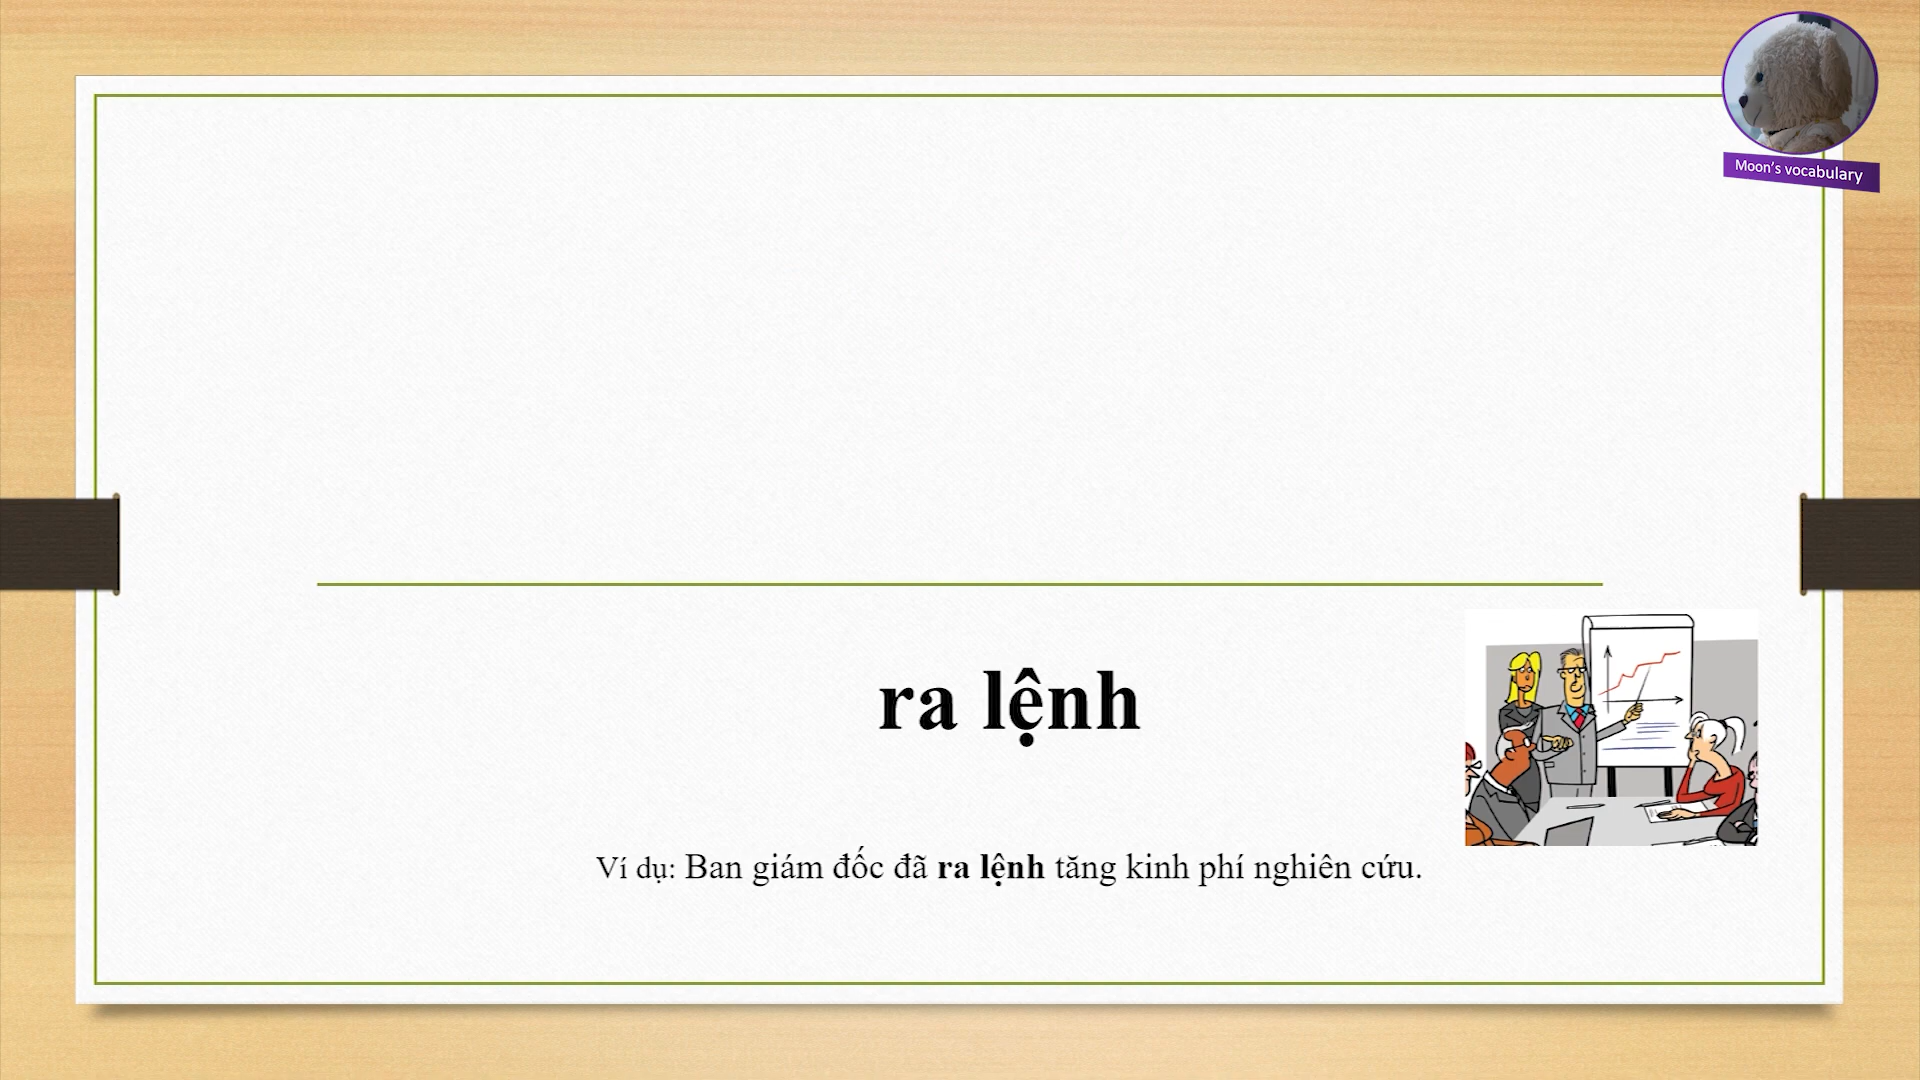 Moon's vocabulary
ra lệnh
Ví dụ: Ban giám đốc đã ra lệnh tăng kinh phí nghiên cứu.